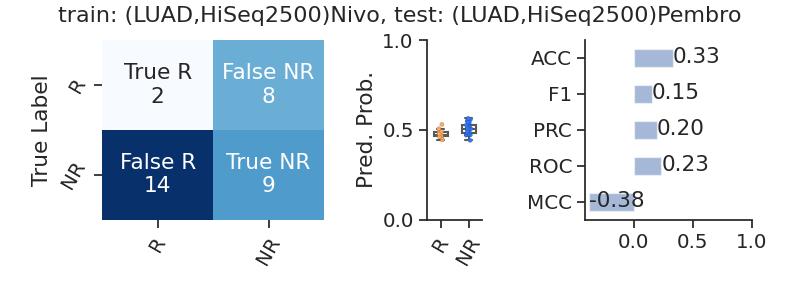 train: (LUAD,HiSeq2500)Nivo, test: (LUAD,HiSeq2500)Pembro
True Label
R
NR
True R
2
False NR
8
False R
14
True NR
9
R
NR
Pred. Prob.
1.0
0.5
0.0
R
NR
ACC
0.33
F1
0.15
PRC
0.20
ROC
0.23
MCC
-0.38
0.0
0.5
1.0